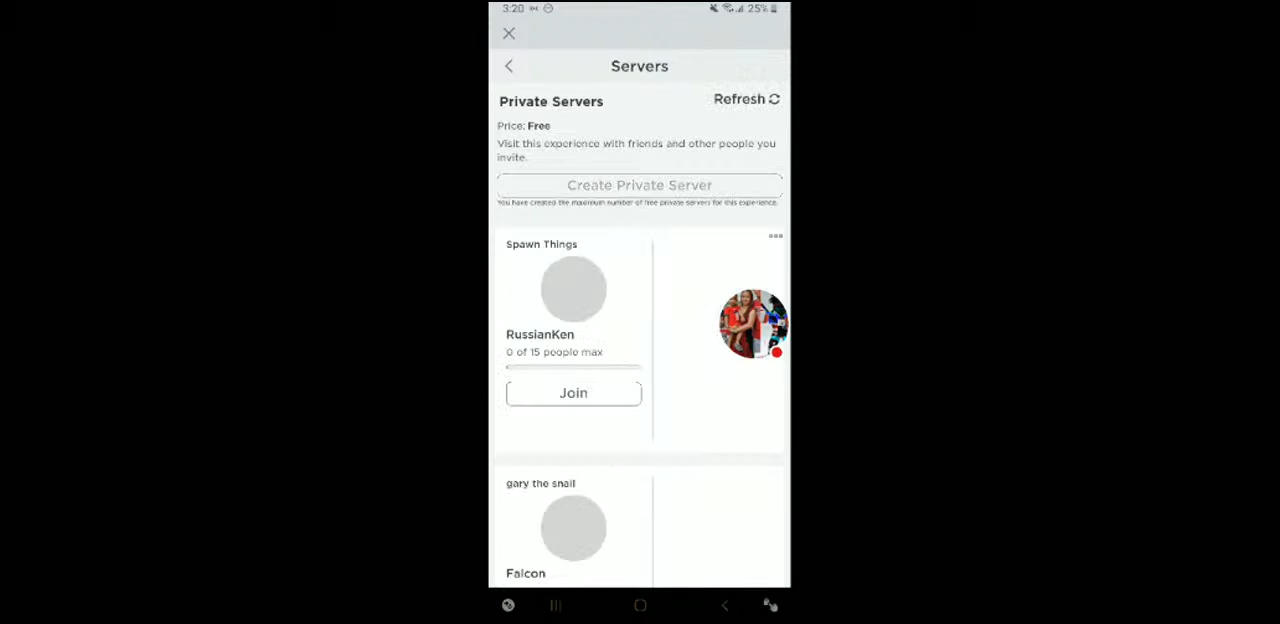 3:20
25%
Servers
Private Servers
Refresh
Price: Free
Visit this experience with friends and other people you
invite.
Create Private Server
You have created the maximum number of free private servers for this experience.
Spawn Things
RussianKen
0 of 15 people max
Join
gary the snail
Falcon